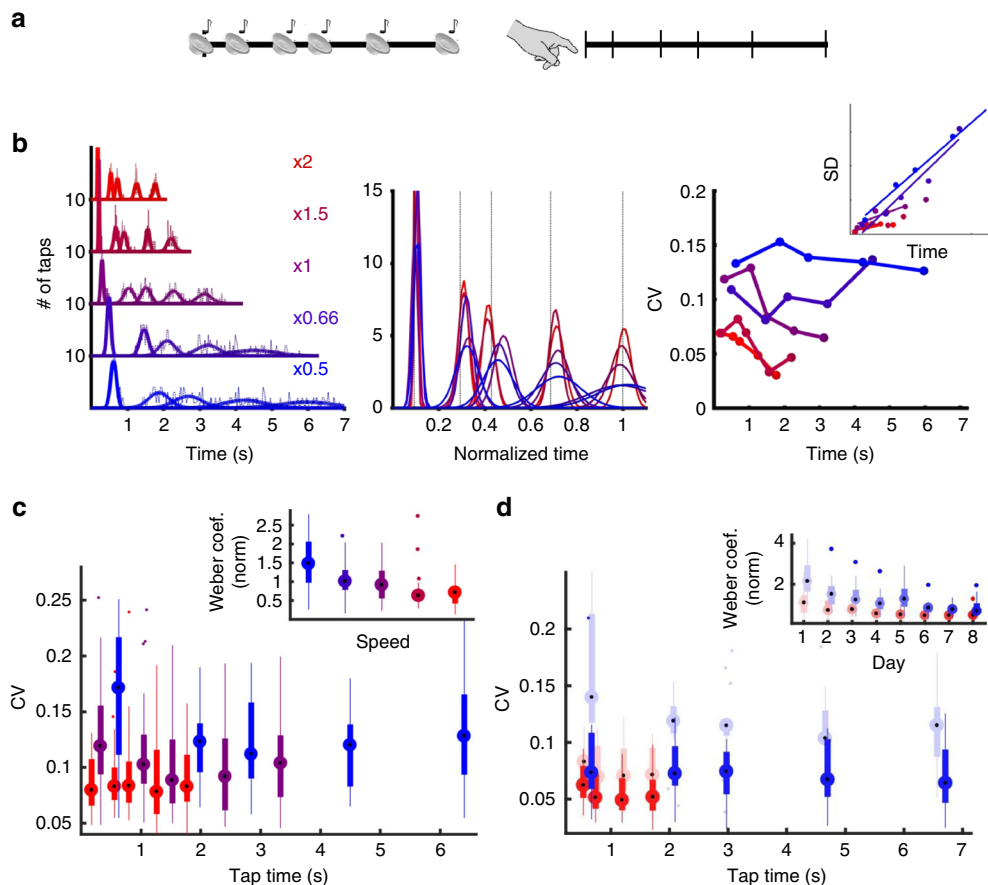 a
b
x2
x1.5
x1
x0.66
x0.5
# of taps
10
10
10
10
1 2 3 4 5 6 7
Time (s)
15
10
5
0
0.2 0.4 0.6 0.8 1
Normalized time
0.2
0.15
0.1
0.05
0
CV
1 2 3 4 5 6 7
Time (s)
SD
Time
c
0.25
0.2
0.15
0.1
0.05
CV
1 2 3 4 5 6
Tap time (s)
Weber coef.
(norm)
2.5
2
1.5
1
0.5
Speed
d
0.2
0.15
0.1
0.05
CV
1 2 3 4 5 6 7
Tap time (s)
Weber coef.
(norm)
4
2
1 2 3 4 5 6 7 8
Day